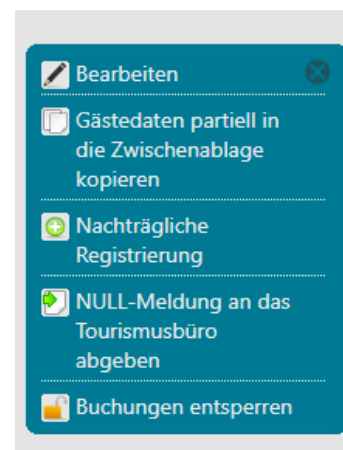 Bearbeiten
Gästedaten partiell in
die Zwischenablage
kopieren
Nachträgliche
Registrierung
NULL-Meldung an das
Tourismusbüro
abgeben
Buchungen entsperren